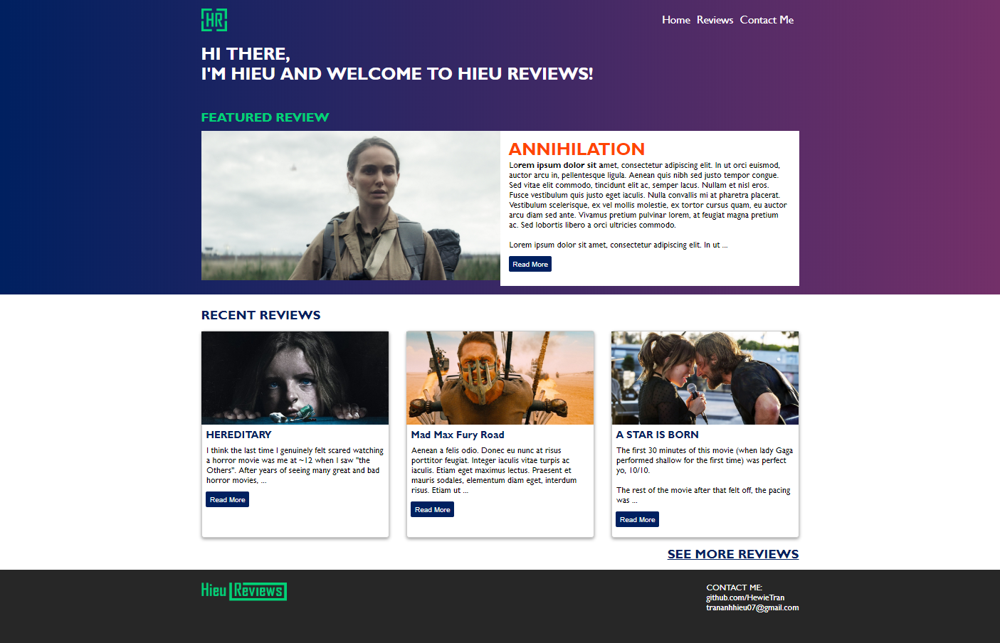 HR
Home Reviews Contact Me
HI THERE,
I'M HIEU AND WELCOME TO HIEU REVIEWS!
FEATURED REVIEW
ANNIHILATION
Lorem ipsum dolor sit amet, consectetur adipiscing elit. In ut orci euismod,
auctor arcu in, pellentesque ligula. Aenean quis nibh sed justo tempor congue.
Sed vitae elit commodo, tincidunt elit ac, semper lacus. Nullam et nisl eros.
Fusce vestibulum quis justo eget iaculis. Nulla convallis mi at pharetra placerat.
Vestibulum scelerisque, ex vel mollis molestie, ex tortor cursus quam, eu auctor
arcu diam sed ante. Vivamus pretium pulvinar lorem, at feugiat magna pretium
ac. Sed lobortis libero a orci ultricies commodo.
Lorem ipsum dolor sit amet, consectetur adipiscing elit. In ut ...
Read More
RECENT REVIEWS
HEREDITARY
I think the last time I genuinely felt scared watching
a horror movie was me at ~12 when I saw "the
Others". After years of seeing many great and bad
horror movies, ...
Read More
Mad Max Fury Road
Aenean a felis odio. Donec eu nunc at risus
porttitor feugiat. Integer iaculis vitae turpis ac
iaculis. Etiam eget maximus lectus. Praesent et
mauris sodales, elementum diam eget, interdum
risus. Etiam ut ...
Read More
A STAR IS BORN
The first 30 minutes of this movie (when lady Gaga
performed shallow for the first time) was perfect
yo, 10/10.
The rest of the movie after that felt off, the pacing
was ...
Read More
SEE MORE REVIEWS
Hieu Reviews
CONTACT ME:
github.com/HewieTran
trananhhieu07@gmail.com